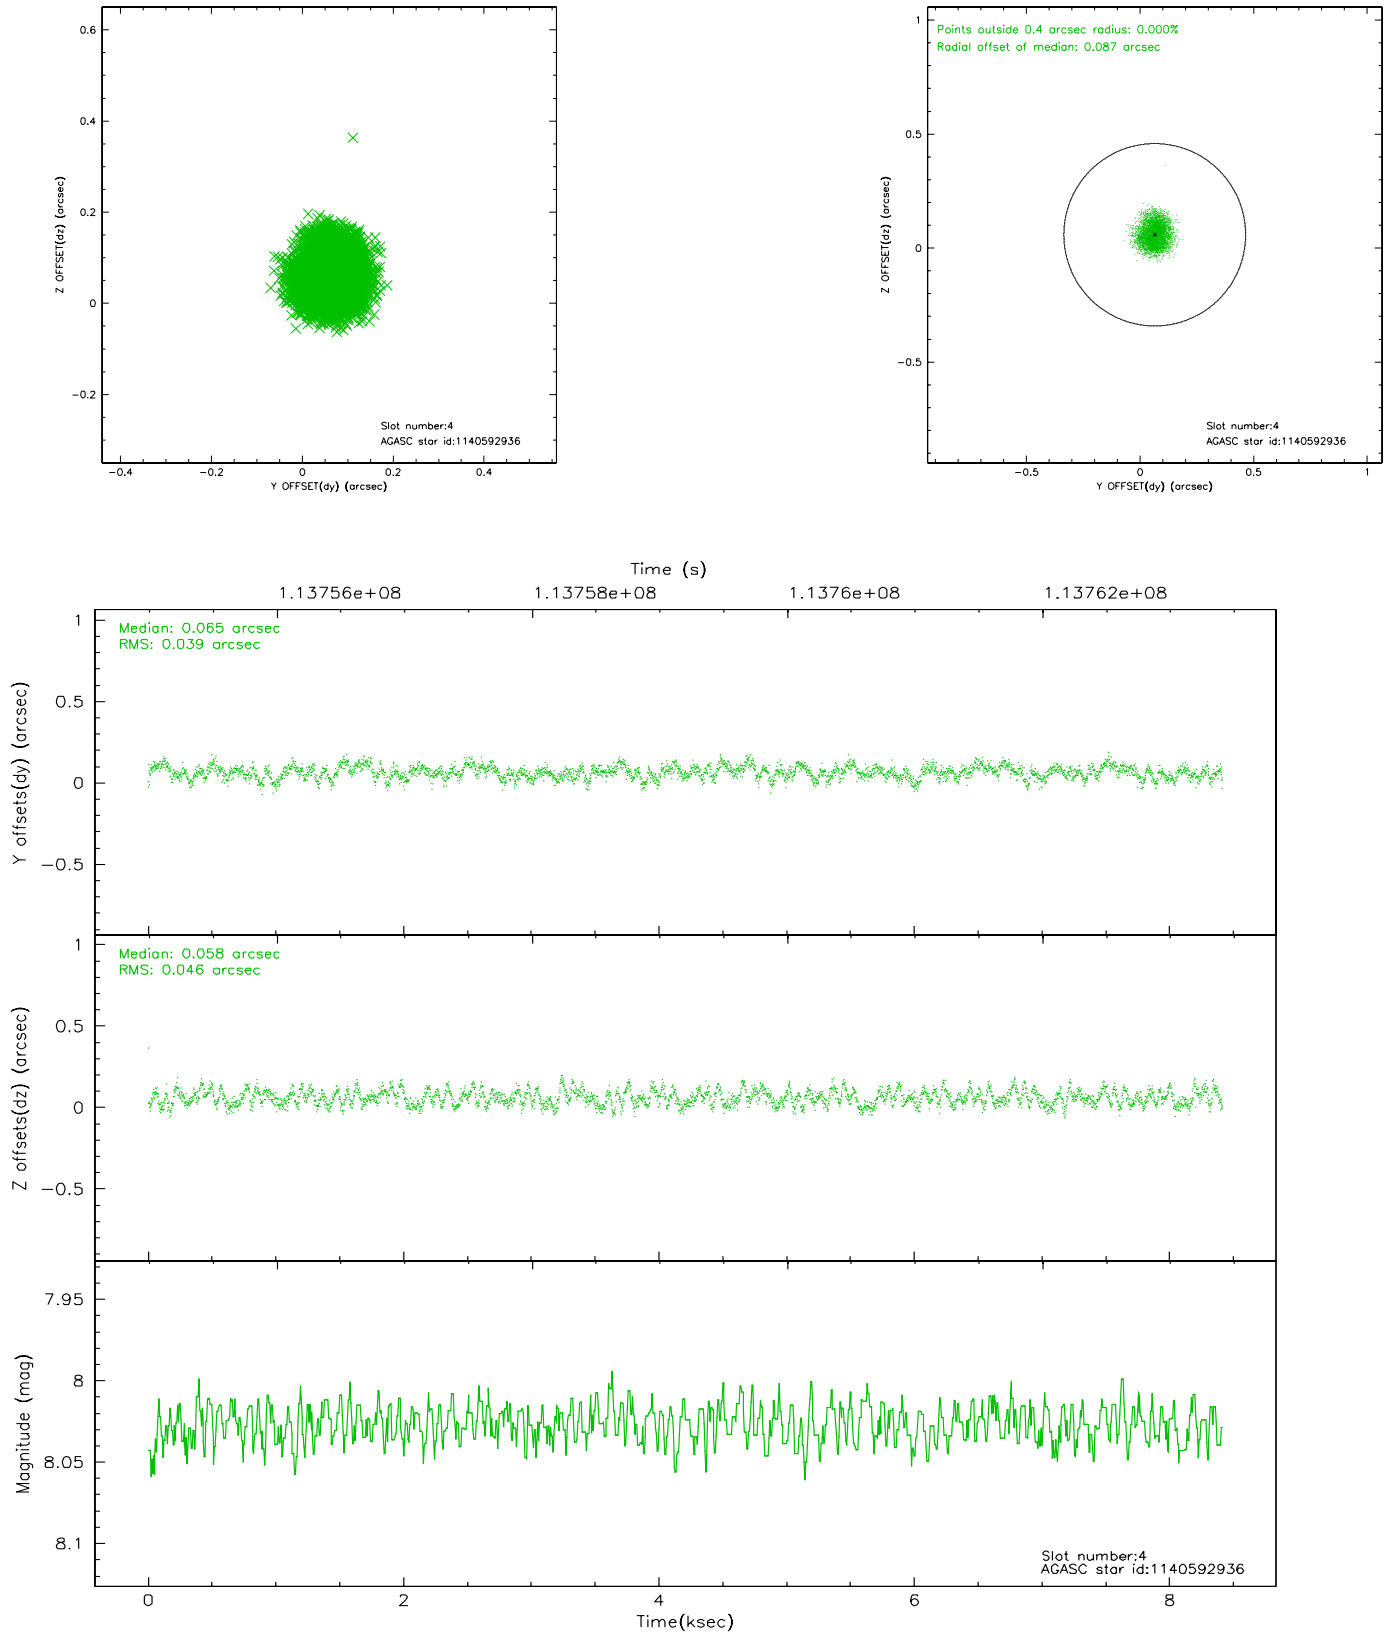 0.6
0.4
0.2
0
−0.2
Z OFFSET(dz) (arcsec)
Slot number:4
AGASC star id:1140592936
−0.4
−0.2
0
0.2
0.4
Y OFFSET(dy) (arcsec)
Points outside 0.4 arcsec radius: 0.000%
Radial offset of median: 0.087 arcsec
1
0.5
0
−0.5
Z OFFSET(dz) (arcsec)
Slot number:4
AGASC star id:1140592936
−0.5
0
0.5
1
Y OFFSET(dy) (arcsec)
Time (s)
1.13756e+08
1.13758e+08
1.1376e+08
1.13762e+08
Median: 0.065 arcsec
RMS: 0.039 arcsec
1
0.5
0
−0.5
Y offsets(dy) (arcsec)
Median: 0.058 arcsec
RMS: 0.046 arcsec
1
0.5
0
−0.5
Z offsets(dz) (arcsec)
7.95
8
8.05
8.1
Magnitude (mag)
Slot number:4
AGASC star id:1140592936
0
2
4
6
8
Time(ksec)